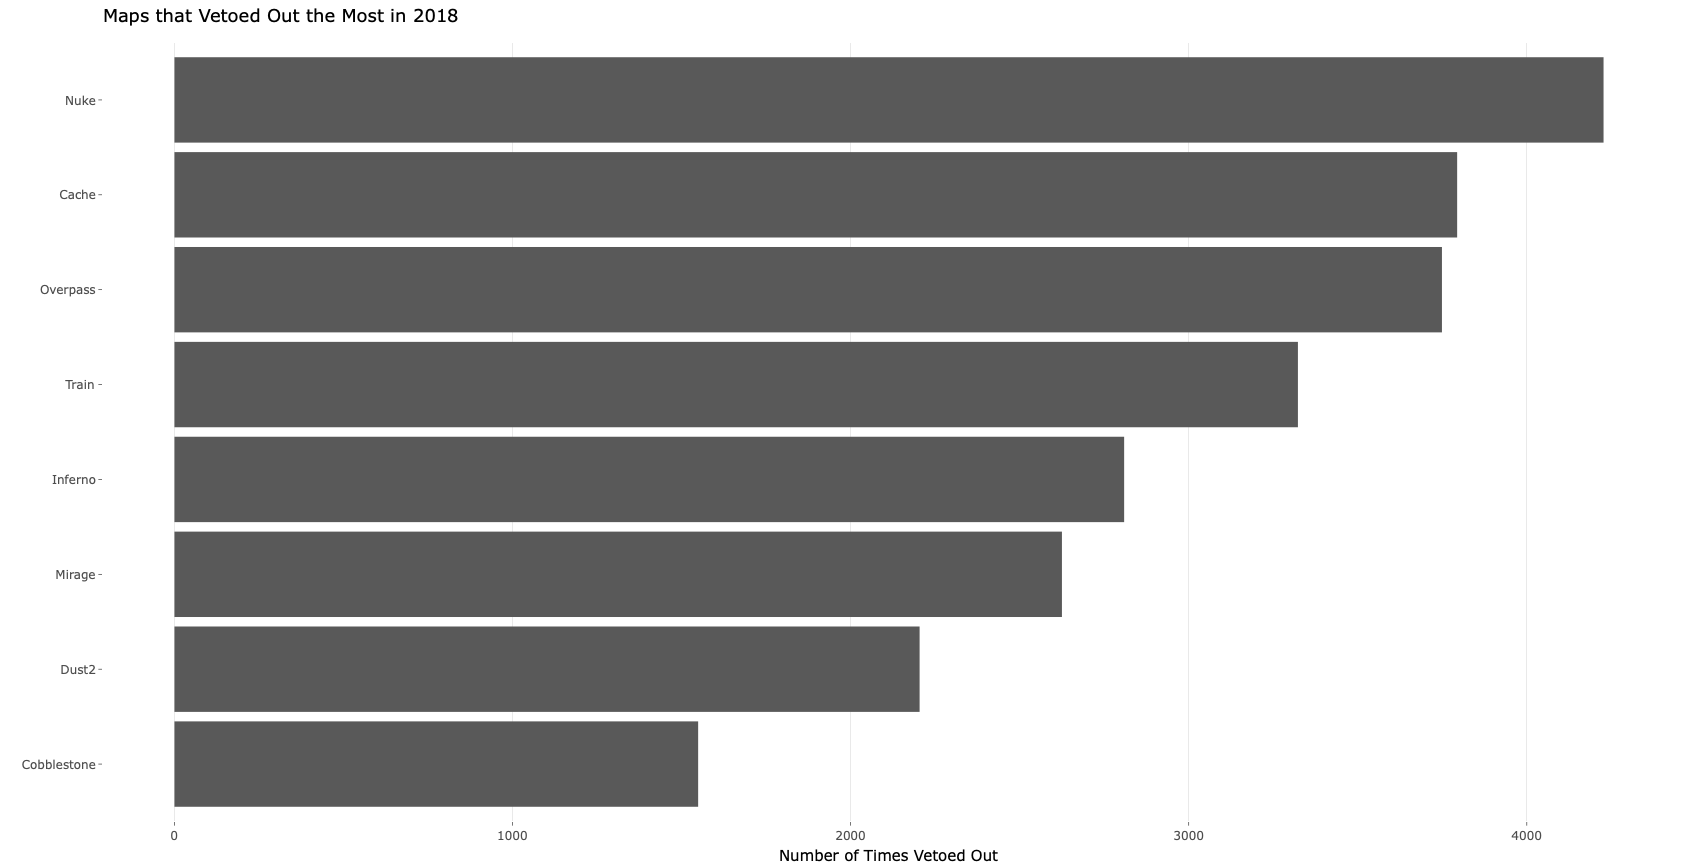 Maps that Vetoed Out the Most in 2018
Nuke
Cache
Overpass
Train
Inferno
Mirage
Dust2
Cobblestone
0 1000 2000 3000 4000
Number of Times Vetoed Out